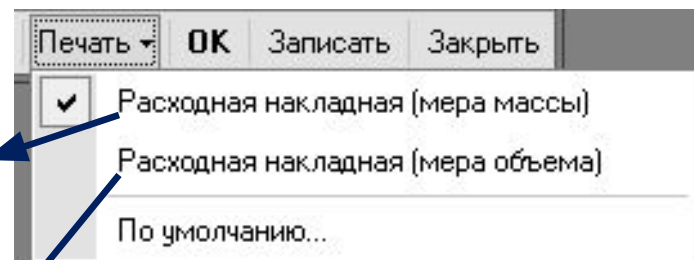 Печать OK Записать Закрыть
Расходная накладная (мера массы)
Расходная накладная (мера объема)
По умолчанию...